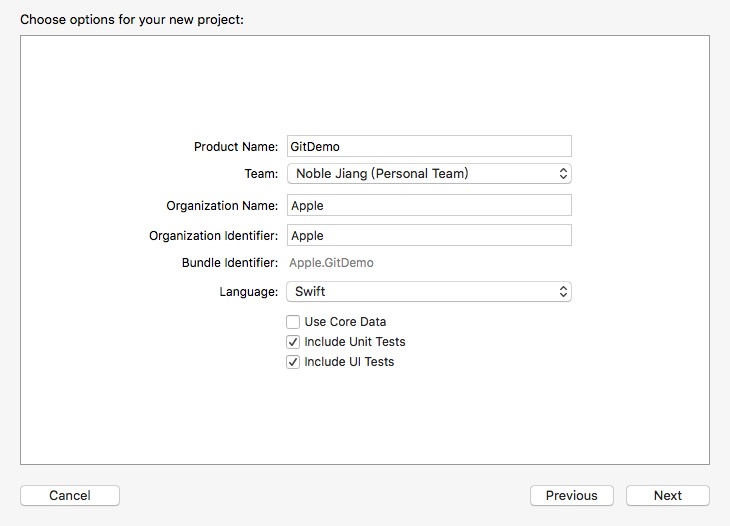 Choose options for your new project:
Product Name: GitDemo
Team: Noble Jiang (Personal Team)
Organization Name: Apple
Organization Identifier: Apple
Bundle Identifier: Apple.GitDemo
Language: Swift
Use Core Data
Include Unit Tests
Include UI Tests
Cancel Previous Next